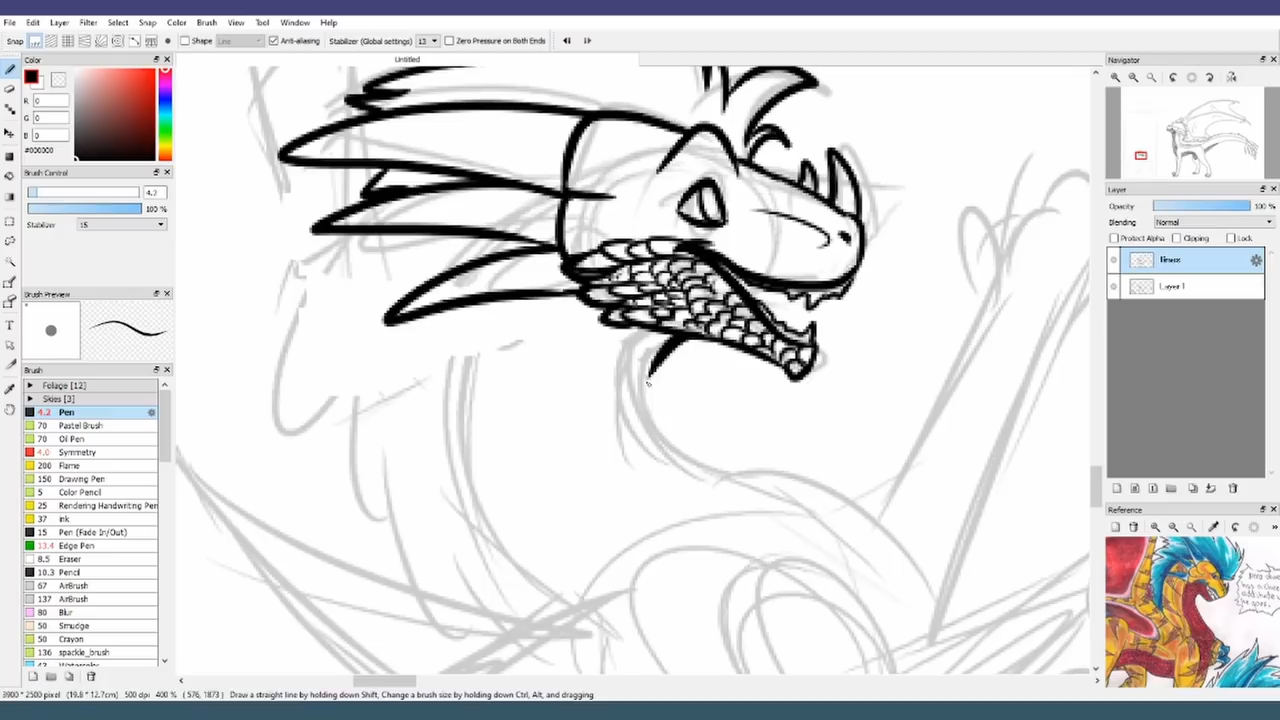 File Edit Layer Filter Select Snap Color Brush View Tool Window Help
Snap Shape Line Anti-aliasing Stabilizer (Global settings) 13 Zero Pressure on Both Ends
Untitled
Color
R 0
G 0
B 0
#000000
Brush Control
4.2
100 %
Stabilizer 15
Brush Preview
Brush
Foliage [12]
Skies [3]
4.2 Pen
70 Pastel Brush
70 Oil Pen
4.0 Symmetry
200 Flame
150 Drawing Pen
5 Color Pencil
25 Rendering Handwriting Pen
37 ink
15 Pen (Fade In/Out)
13.4 Edge Pen
8.5 Eraser
10.3 Pencil
67 AirBrush
137 AirBrush
80 Blur
50 Smudge
50 Crayon
136 spackle_brush
Navigator
Layer
Opacity 100 %
Blending Normal
Protect Alpha Clipping Lock
lines
Layer 1
Reference
3900 * 2500 pixel (19.8 * 12.7cm) 500 dpi 400 % ( 576, 1873 ) Draw a straight line by holding down Shift, Change a brush size by holding down Ctrl, Alt, and dragging